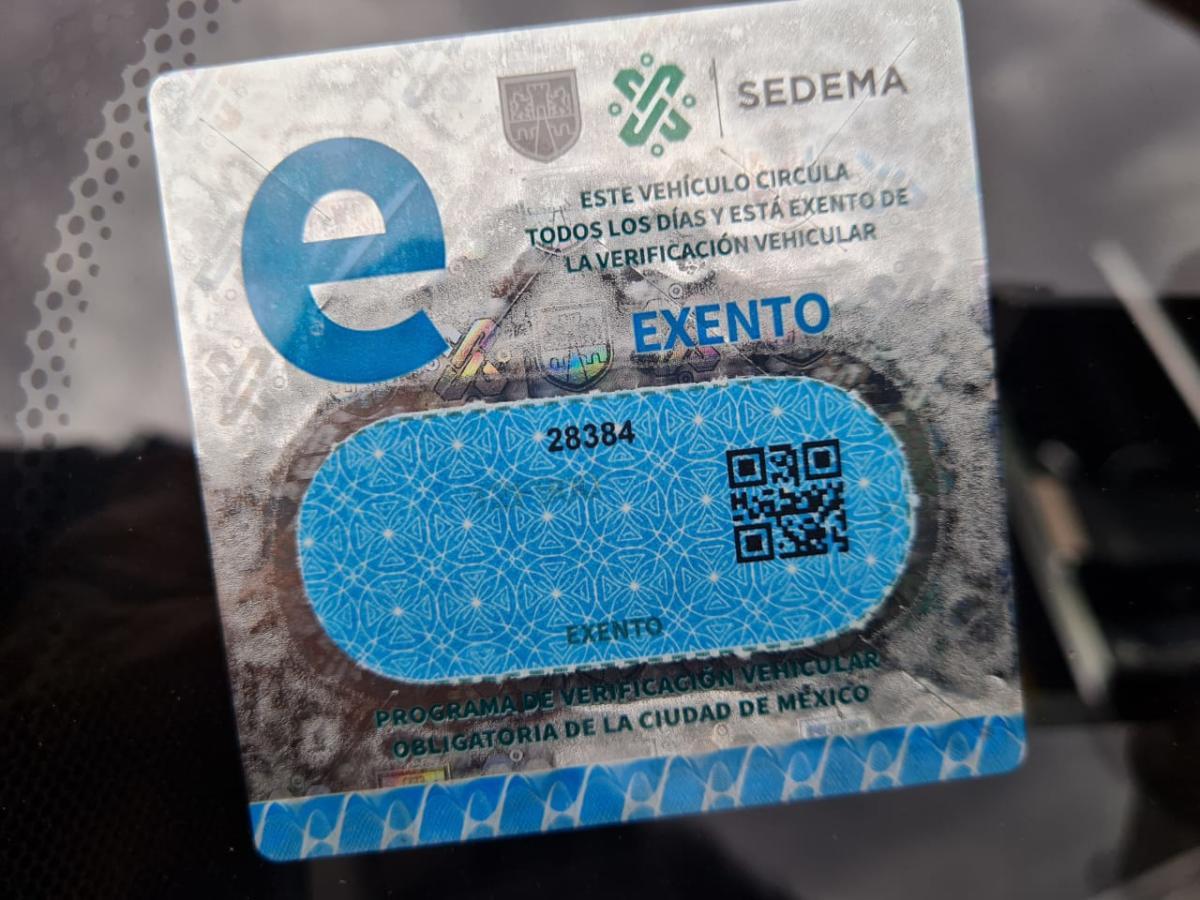 SEDEMA
e
ESTE VEHÍCULO CIRCULA
TODOS LOS DÍAS Y ESTÁ EXENTO DE
LA VERIFICACIÓN VEHICULAR
EXENTO
28384
EXENTO
PROGRAMA DE VERIFICACIÓN VEHICULAR
OBLIGATORIA DE LA CIUDAD DE MÉXICO